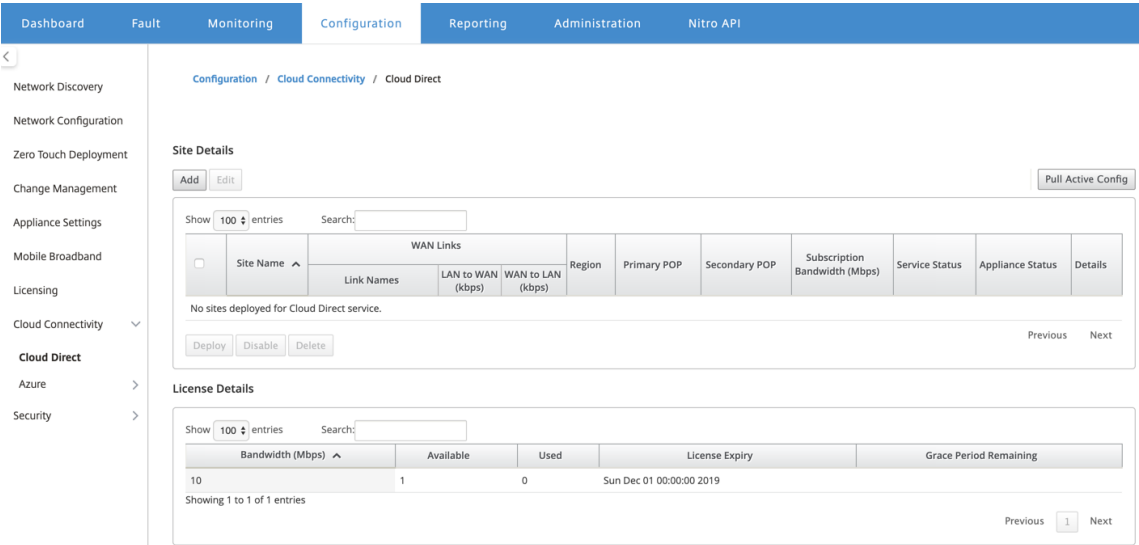 Dashboard Fault Monitoring Configuration Reporting Administration Nitro API
Network Discovery
Network Configuration
Zero Touch Deployment
Change Management
Appliance Settings
Mobile Broadband
Licensing
Cloud Connectivity
Cloud Direct
Azure
Security
Configuration / Cloud Connectivity / Cloud Direct
Site Details
Add Edit Pull Active Config
Show 100 entries Search:
Site Name WAN Links Region Primary POP Secondary POP Subscription Bandwidth (Mbps) Service Status Appliance Status Details
Link Names LAN to WAN (kbps) WAN to LAN (kbps)
No sites deployed for Cloud Direct service.
Previous Next
Deploy Disable Delete
License Details
Show 100 entries Search:
Bandwidth (Mbps) Available Used License Expiry Grace Period Remaining
10 1 0 Sun Dec 01 00:00:00 2019
Showing 1 to 1 of 1 entries
Previous 1 Next